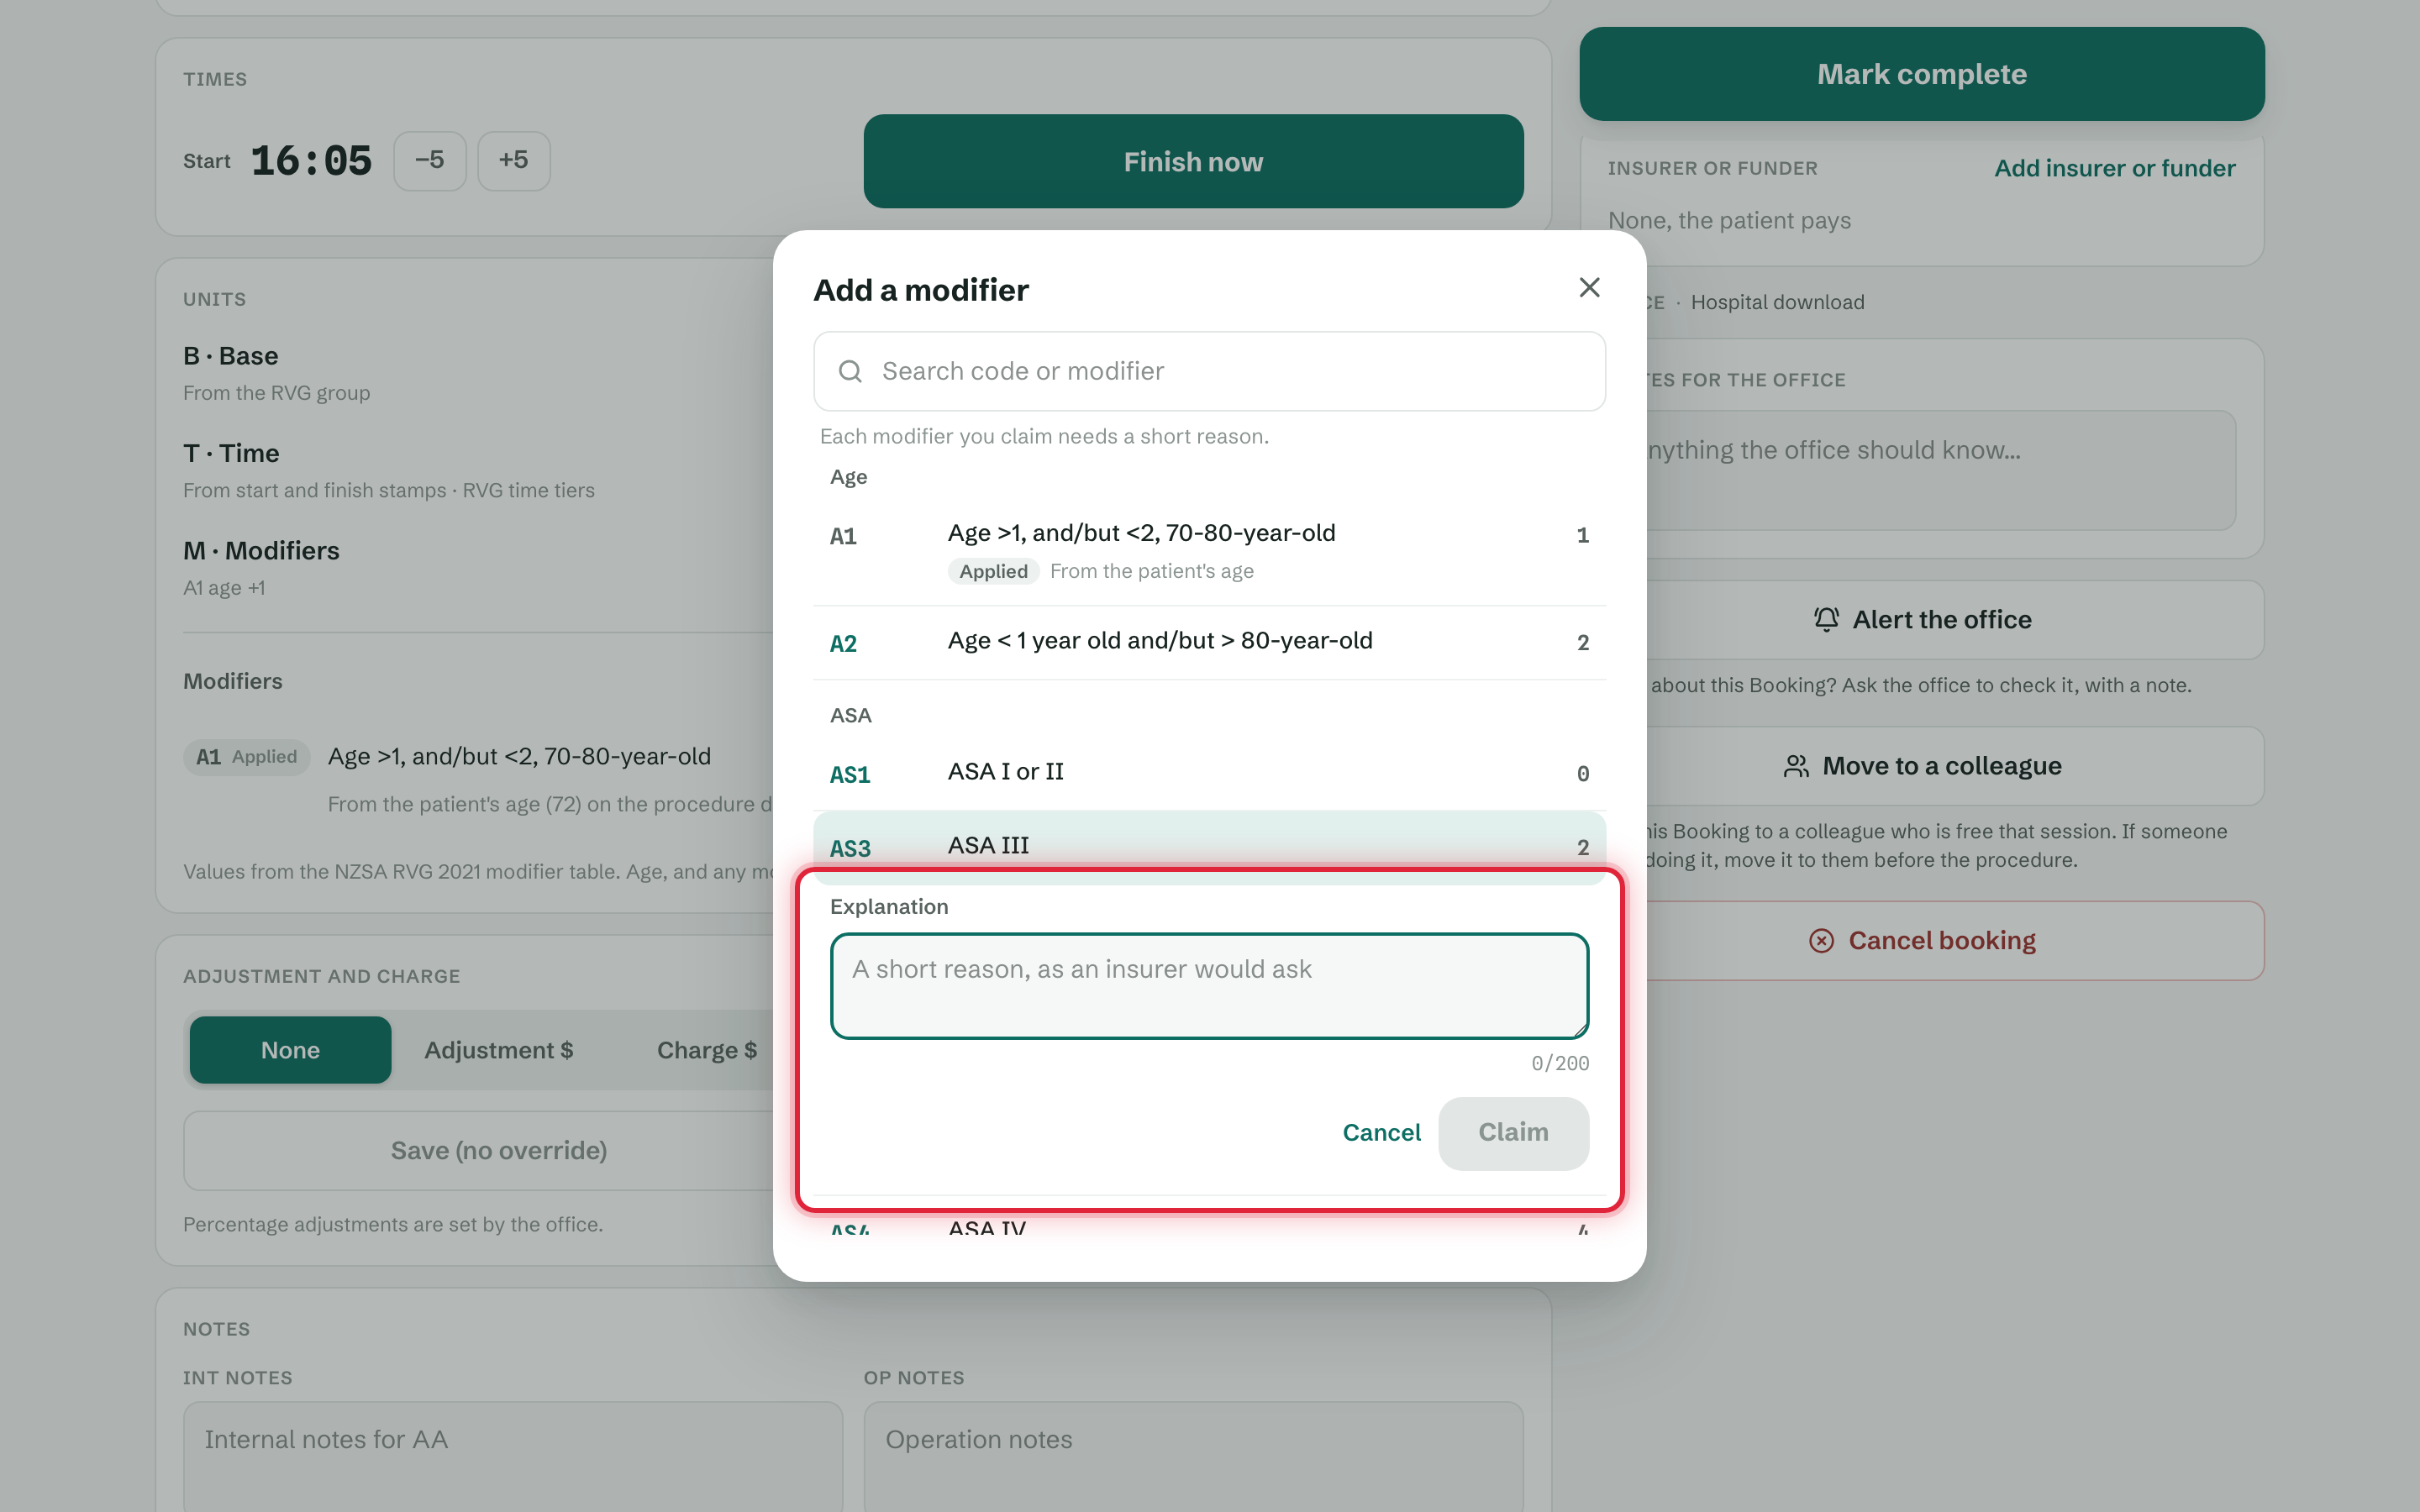 TIMES
Start 16:05 −5 +5
Finish now
UNITS
B · Base
From the RVG group
T · Time
From start and finish stamps · RVG time tiers
M · Modifiers
A1 age +1
Modifiers
A1 Applied Age >1, and/but <2, 70-80-year-old
From the patient's age (72) on the procedure
Values from the NZSA RVG 2021 modifier table. Age, and any
ADJUSTMENT AND CHARGE
None Adjustment $ Charge $
Save (no override)
Percentage adjustments are set by the office.
NOTES
INT NOTES
Internal notes for AA
OP NOTES
Operation notes
Add a modifier
Search code or modifier
Each modifier you claim needs a short reason.
Age
A1 Age >1, and/but <2, 70-80-year-old 1
Applied From the patient's age
A2 Age < 1 year old and/but > 80-year-old 2
ASA
AS1 ASA I or II 0
AS3 ASA III 2
Explanation
A short reason, as an insurer would ask
0/200
Cancel Claim
AS4 ASA IV 4
Mark complete
INSURER OR FUNDER Add insurer or funder
None, the patient pays
· Hospital download
FOR THE OFFICE
the office should know...
Alert the office
about this Booking? Ask the office to check it, with a note.
Move to a colleague
Booking to a colleague who is free that session. If someone
doing it, move it to them before the procedure.
Cancel booking